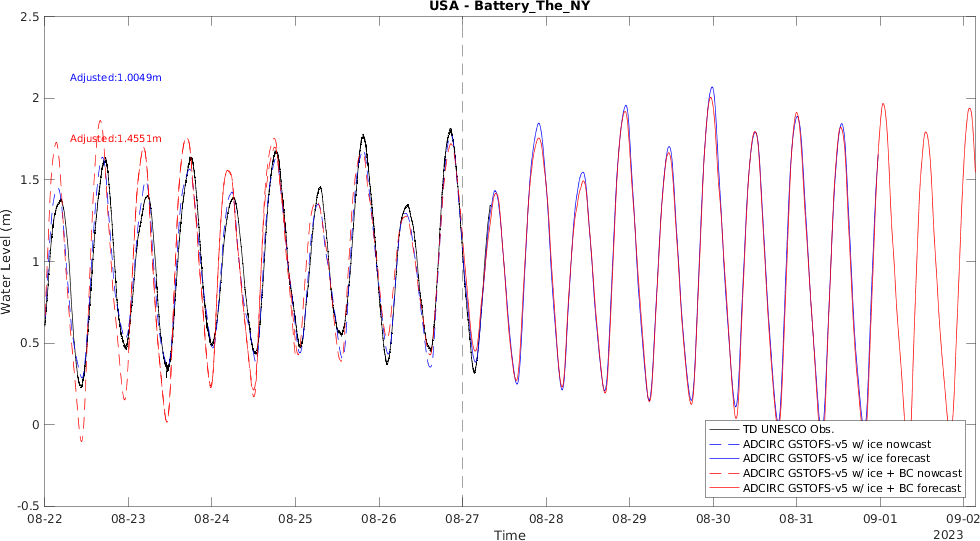 USA - Battery_The_NY
2.5
2
1.5
1
0.5
0
-0.5
Water Level (m)
Adjusted:1.0049m
Adjusted:1.4551m
TD UNESCO Obs.
ADCIRC GSTOFS-v5 w/ ice nowcast
ADCIRC GSTOFS-v5 w/ ice forecast
ADCIRC GSTOFS-v5 w/ ice + BC nowcast
ADCIRC GSTOFS-v5 w/ ice + BC forecast
08-22 08-23 08-24 08-25 08-26 08-27 08-28 08-29 08-30 08-31 09-01 09-02
Time
2023